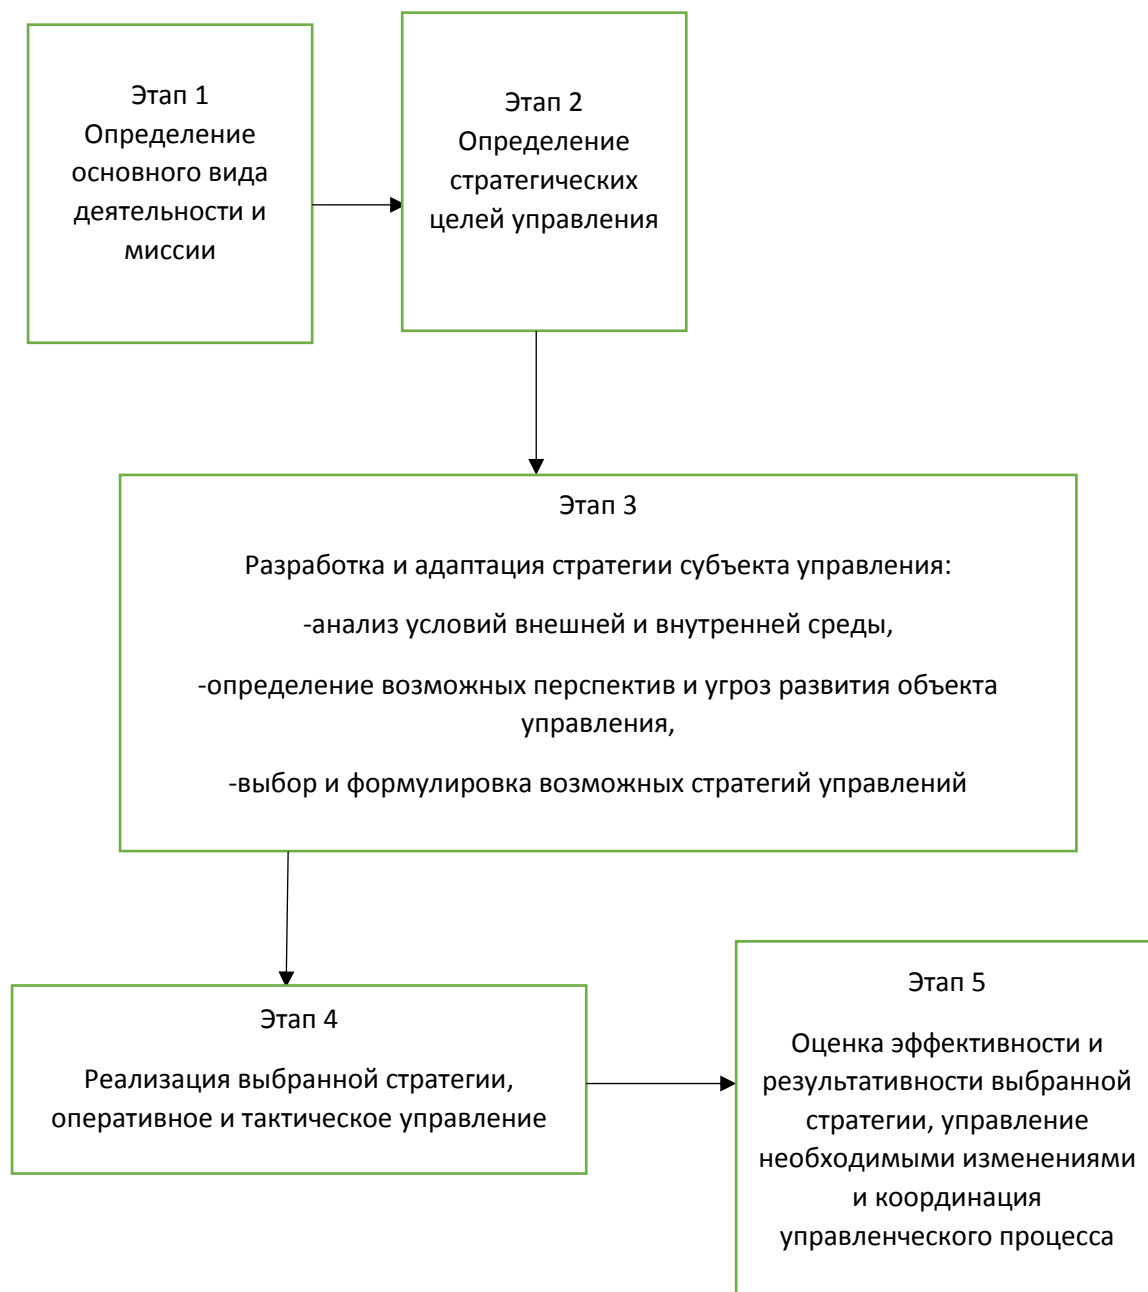 Этап 1
Определение
основного вида
деятельности и
миссии
Этап 2
Определение
стратегических
целей управления
Этап 3
Разработка и адаптация стратегии субъекта управления:
-анализ условий внешней и внутренней среды,
-определение возможных перспектив и угроз развития объекта
управления,
-выбор и формулировка возможных стратегий управлений
Этап 4
Реализация выбранной стратегии,
оперативное и тактическое управление
Этап 5
Оценка эффективности и
результативности выбранной
стратегии, управление
необходимыми изменениями
и координация
управленческого процесса